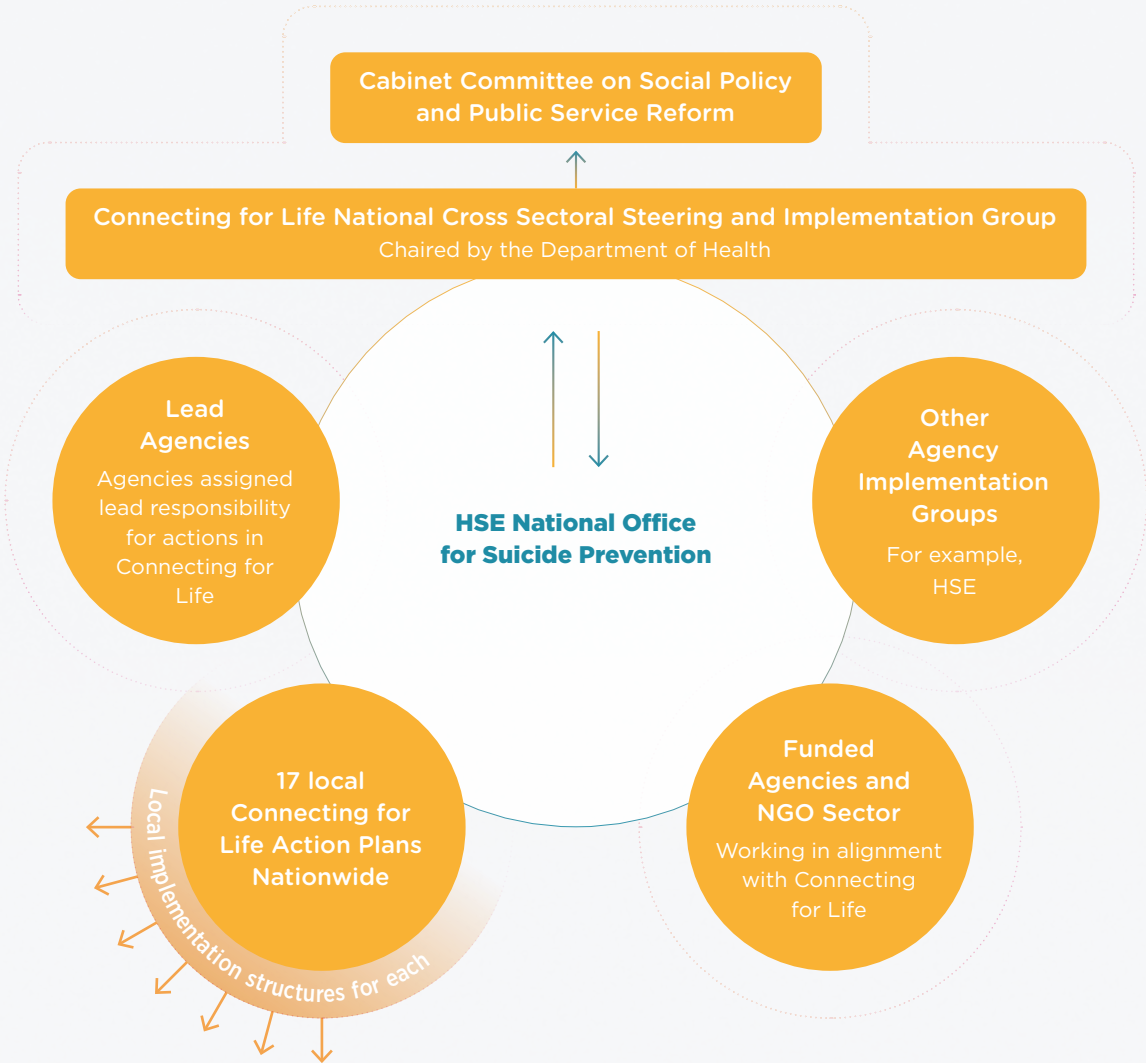 Cabinet Committee on Social Policy
and Public Service Reform
Connecting for Life National Cross Sectoral Steering and Implementation Group
Chaired by the Department of Health
Lead
Agencies
Agencies assigned
lead responsibility
for actions in
Connecting for
Life
HSE National Office
for Suicide Prevention
Other
Agency
Implementation
Groups
For example,
HSE
17 local
Connecting for
Life Action Plans
Nationwide
Local implementation structures for each
Funded
Agencies and
NGO Sector
Working in alignment
with Connecting
for Life